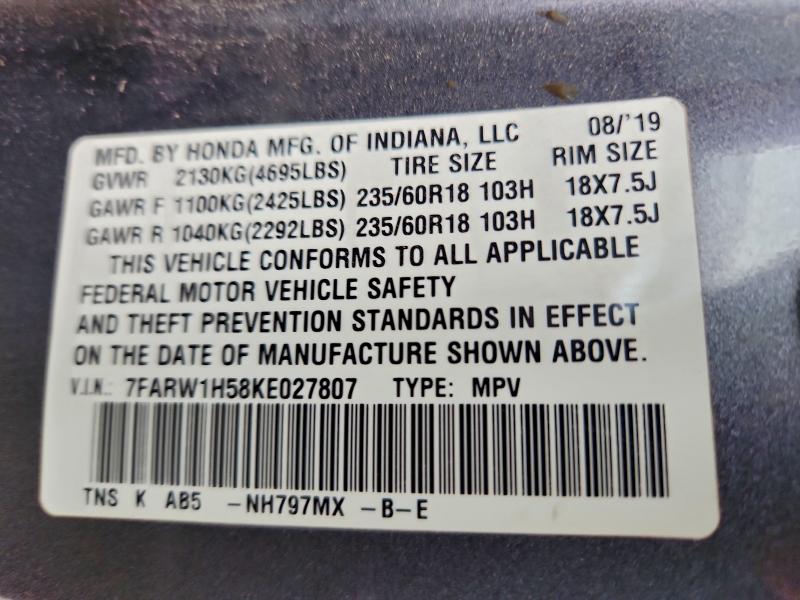 MFD. BY HONDA MFG. OF INDIANA, LLC 08/'19
GVWR 2130KG(4695LBS) TIRE SIZE RIM SIZE
GAWR F 1100KG(2425LBS) 235/60R18 103H 18X7.5J
GAWR R 1040KG(2292LBS) 235/60R18 103H 18X7.5J
THIS VEHICLE CONFORMS TO ALL APPLICABLE
FEDERAL MOTOR VEHICLE SAFETY
AND THEFT PREVENTION STANDARDS IN EFFECT
ON THE DATE OF MANUFACTURE SHOWN ABOVE.
V.I.N.: 7FARW1H58KE027807 TYPE: MPV
TNS K AB5 -NH797MX -B-E